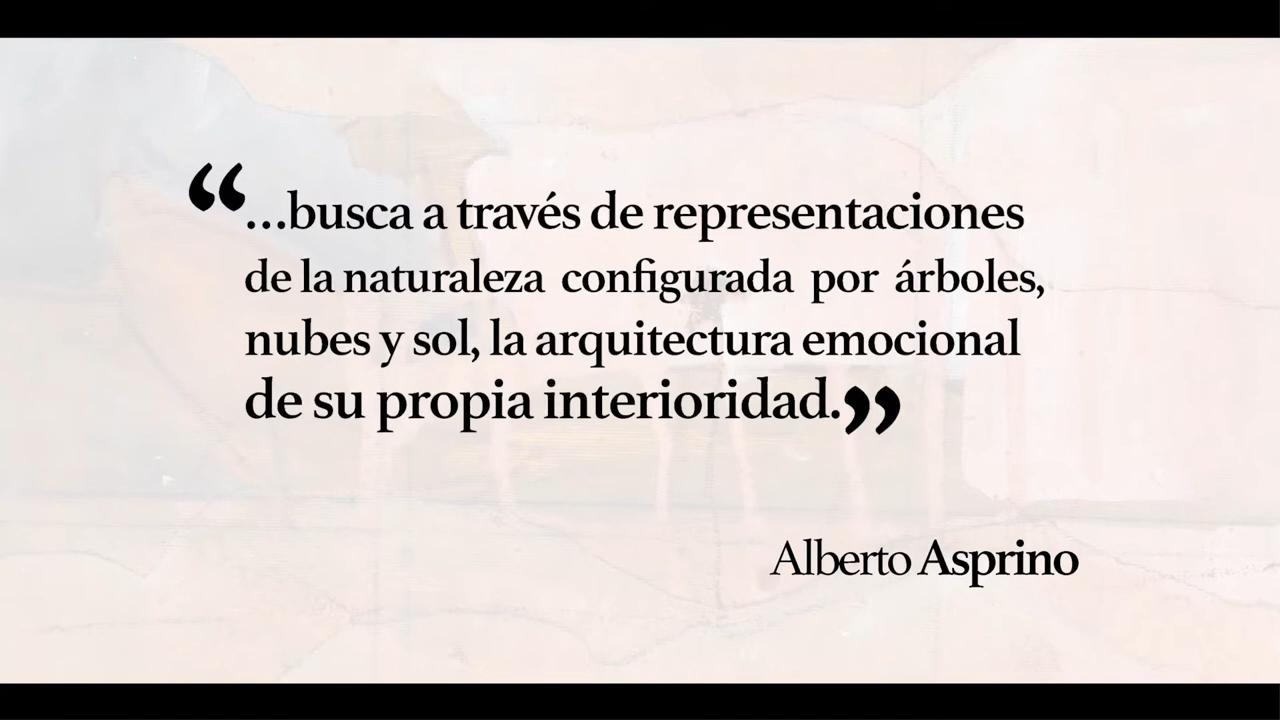 “...busca a través de representaciones
de la naturaleza configurada por árboles,
nubes y sol, la arquitectura emocional
de su propia interioridad.”
Alberto Asprino